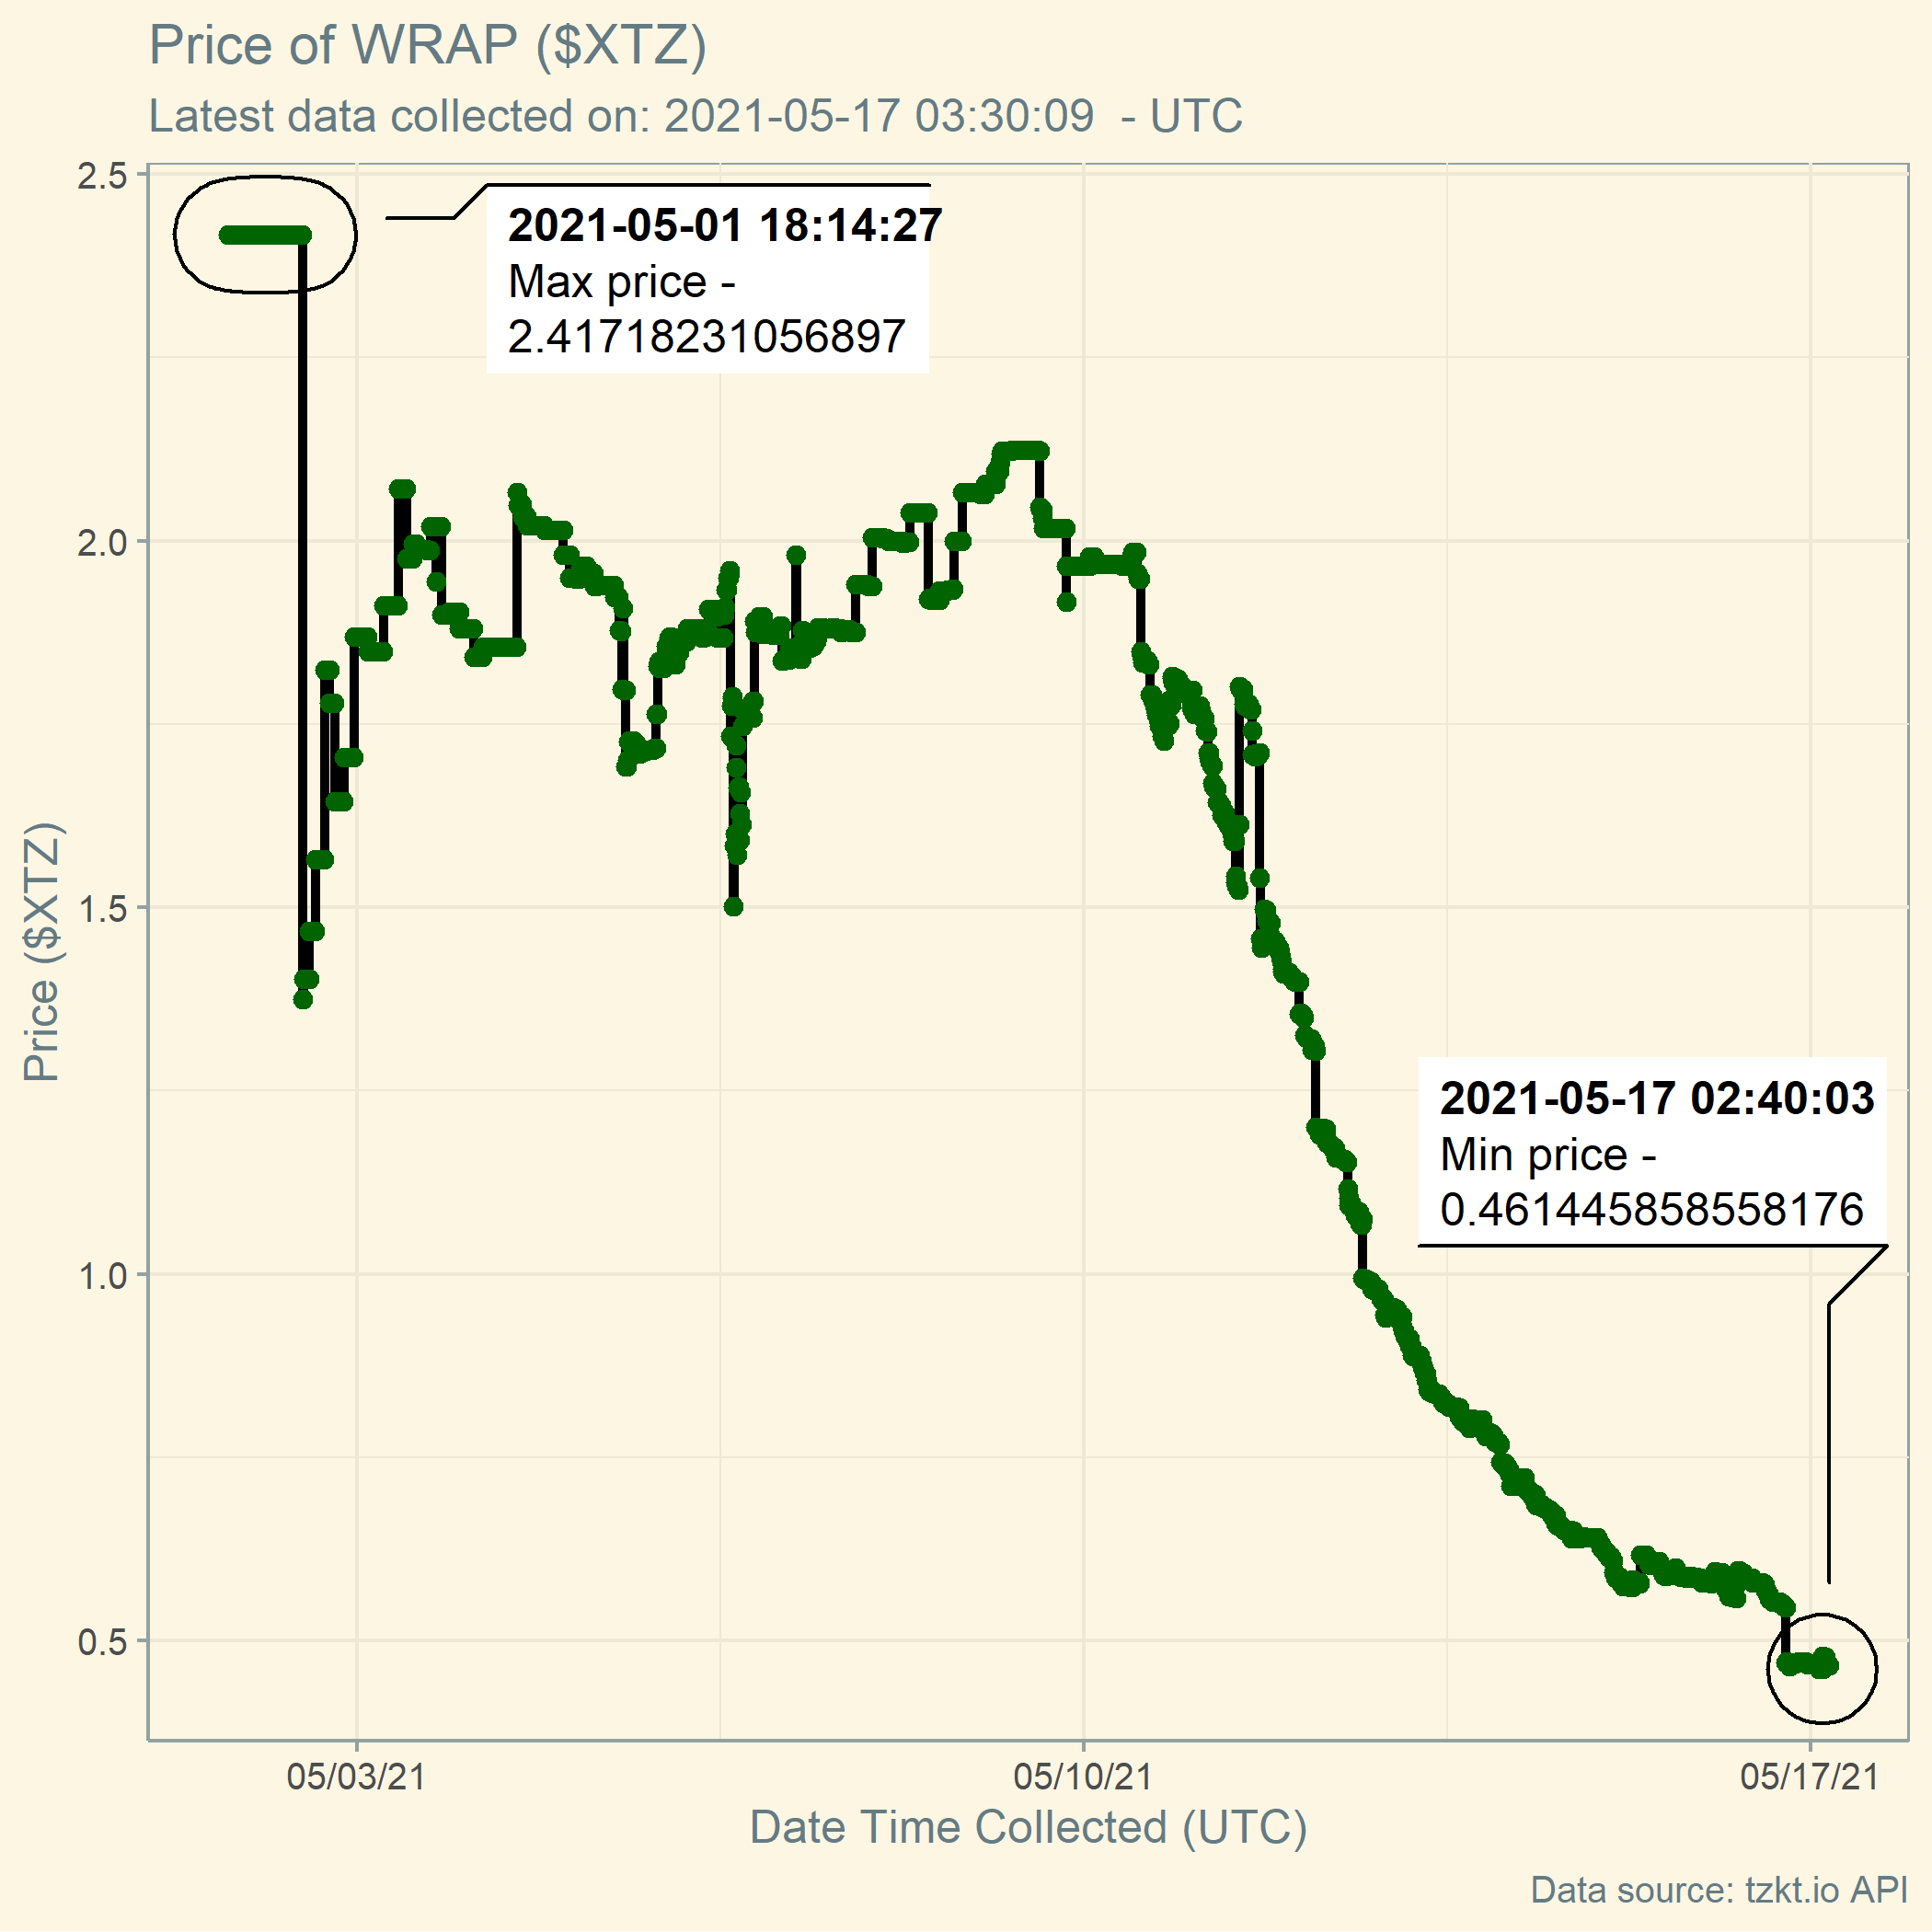 Price of WRAP ($XTZ)
Latest data collected on: 2021-05-17 03:30:09  - UTC
2.5
2.0
1.5
1.0
0.5
Price ($XTZ)
2021-05-01 18:14:27
Max price -
2.41718231056897
2021-05-17 02:40:03
Min price -
0.461445858558176
05/03/21
05/10/21
05/17/21
Date Time Collected (UTC)
Data source: tzkt.io API